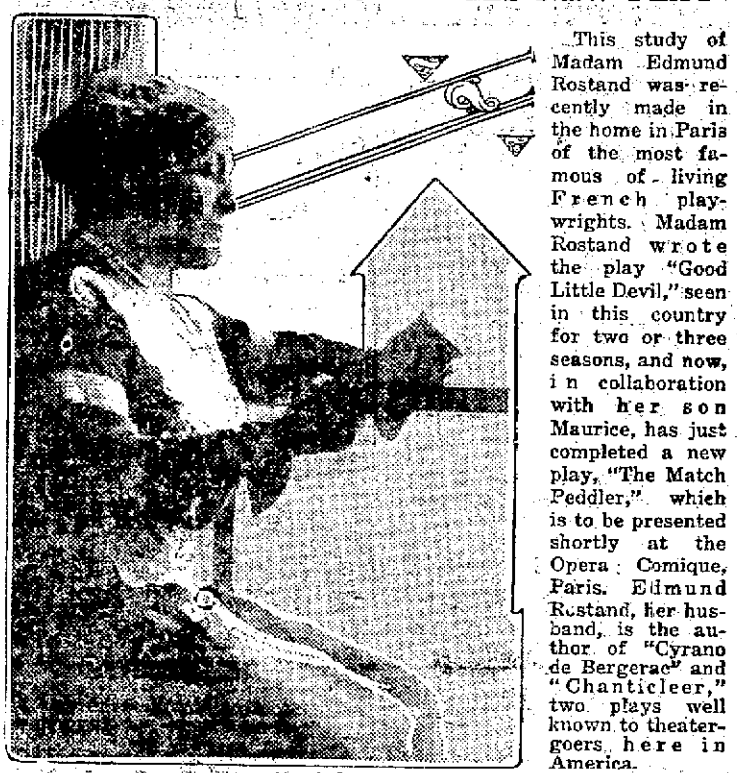 This study of
Madam Edmund
Rostand was re-
cently made in
the home in Paris
of the most fa-
mous of living
French play-
wrights. Madam
Rostand wrote
the play "Good
Little Devil," seen
in this country
for two or three
seasons, and now,
in collaboration
with her son
Maurice, has just
completed a new
play, "The Match
Peddler," which
is to be presented
shortly at the
Opera Comique,
Paris. Edmund
Rostand, her hus-
band, is the au-
thor of "Cyrano
de Bergerac" and
"Chanticleer,"
two plays well
known to theater-
goers here in
America.